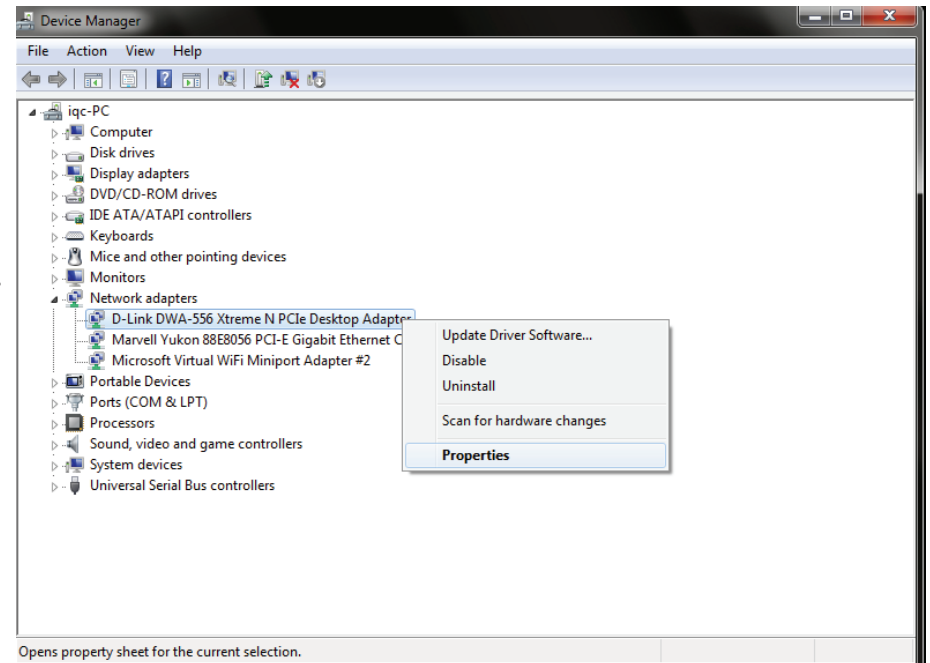 Device Manager
File Action View Help
iqc-PC
Computer
Disk drives
Display adapters
DVD/CD-ROM drives
IDE ATA/ATAPI controllers
Keyboards
Mice and other pointing devices
Monitors
Network adapters
D-Link DWA-556 Xtreme N PCIe Desktop Adapter
Marvell Yukon 88E8056 PCI-E Gigabit Ethernet C
Microsoft Virtual WiFi Miniport Adapter #2
Portable Devices
Ports (COM & LPT)
Processors
Sound, video and game controllers
System devices
Universal Serial Bus controllers
Update Driver Software...
Disable
Uninstall
Scan for hardware changes
Properties
Opens property sheet for the current selection.